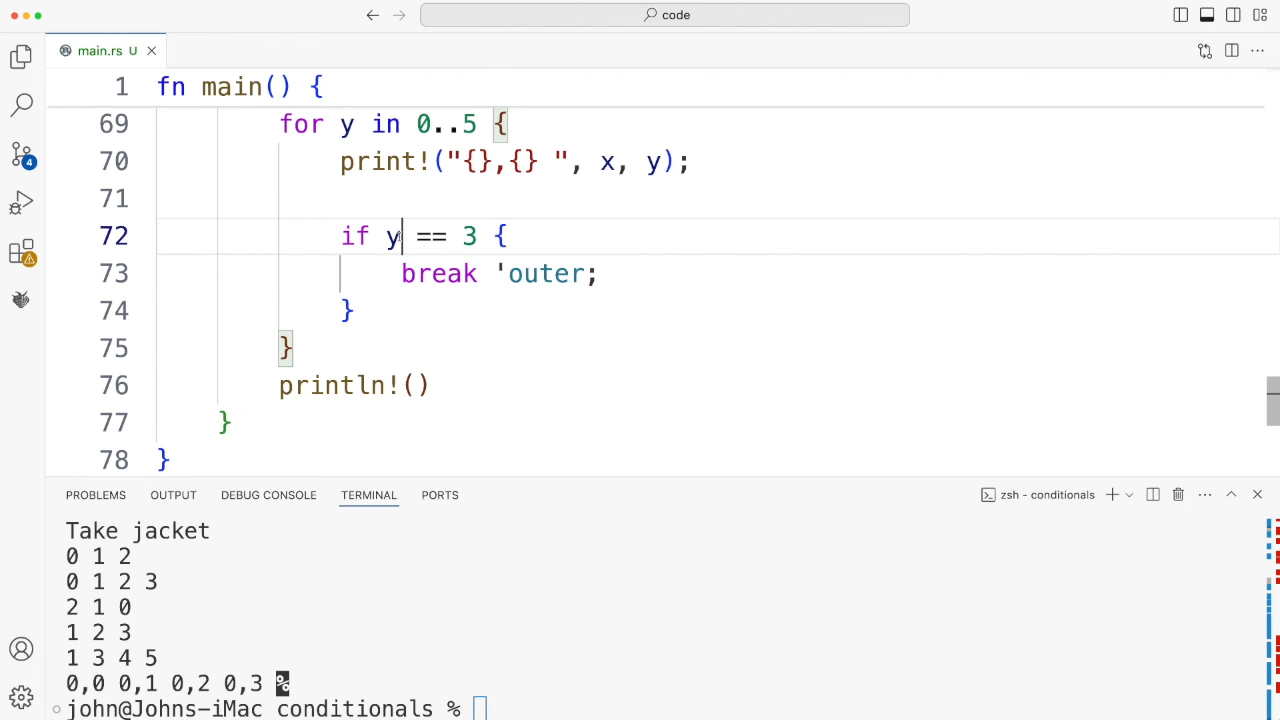 code
main.rs U
1 fn main() {
69 for y in 0..5 {
70 print!("{},{} ", x, y);
71
72 if y == 3 {
73 break 'outer;
74 }
75 }
76 println!()
77 }
78 }
4
PROBLEMS OUTPUT DEBUG CONSOLE TERMINAL PORTS zsh - conditionals
Take jacket
0 1 2
0 1 2 3
2 1 0
1 2 3
1 3 4 5
0,0 0,1 0,2 0,3 %
john@Johns-iMac conditionals %